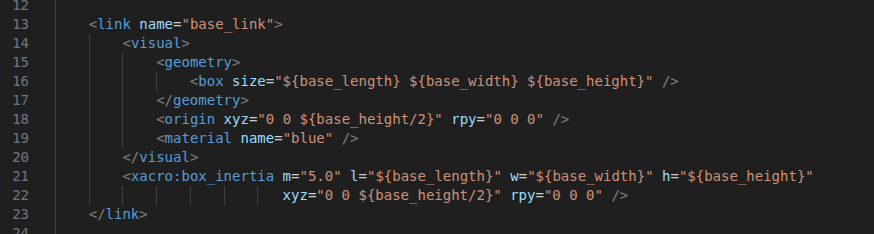 12
13 <link name="base_link">
14 <visual>
15 <geometry>
16 <box size="${base_length} ${base_width} ${base_height}" />
17 </geometry>
18 <origin xyz="0 0 ${base_height/2}" rpy="0 0 0" />
19 <material name="blue" />
20 </visual>
21 <xacro:box_inertia m="5.0" l="${base_length}" w="${base_width}" h="${base_height}"
22 xyz="0 0 ${base_height/2}" rpy="0 0 0" />
23 </link>
24